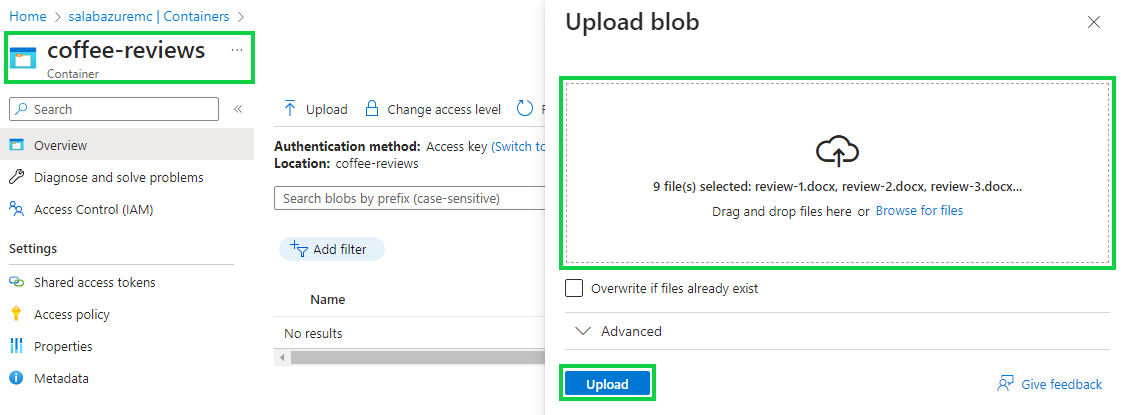 Home > salabazuremc | Containers >
coffee-reviews ...
Container
Search «
Overview
Diagnose and solve problems
Access Control (IAM)
Settings
Shared access tokens
Access policy
Properties
Metadata
Upload Change access level
Authentication method: Access key (Switch to
Location: coffee-reviews
Search blobs by prefix (case-sensitive)
Add filter
Name
No results
Upload blob
9 file(s) selected: review-1.docx, review-2.docx, review-3.docx...
Drag and drop files here or Browse for files
Overwrite if files already exist
Advanced
Upload
Give feedback